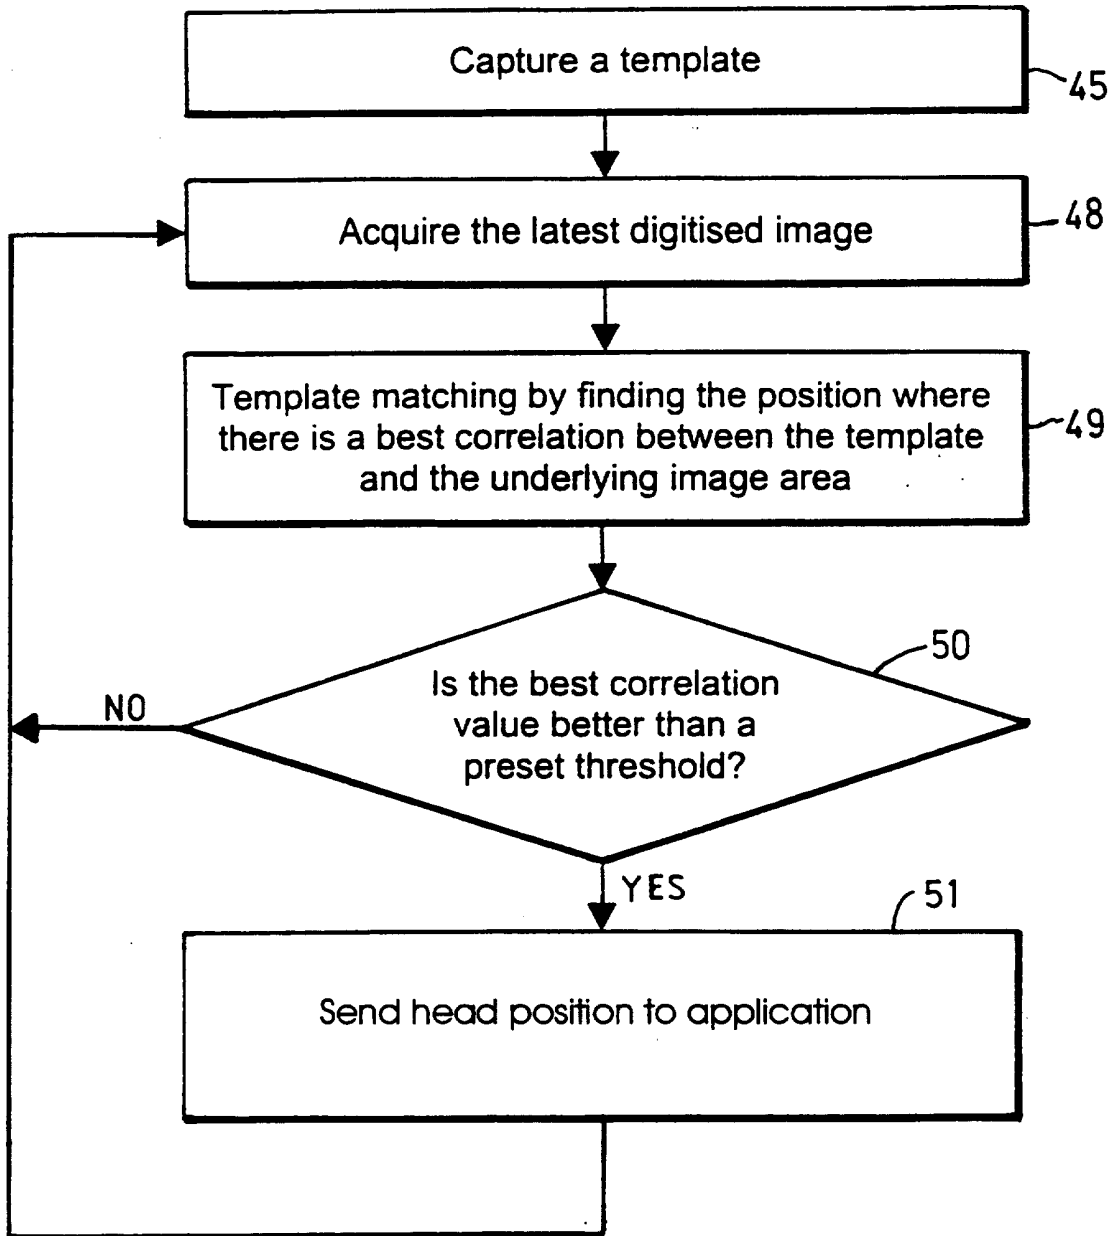 Capture a template
45
Acquire the latest digitised image
48
Template matching by finding the position where
there is a best correlation between the template
and the underlying image area
49
50
Is the best correlation
value better than a
preset threshold?
NO
YES
51
Send head position to application